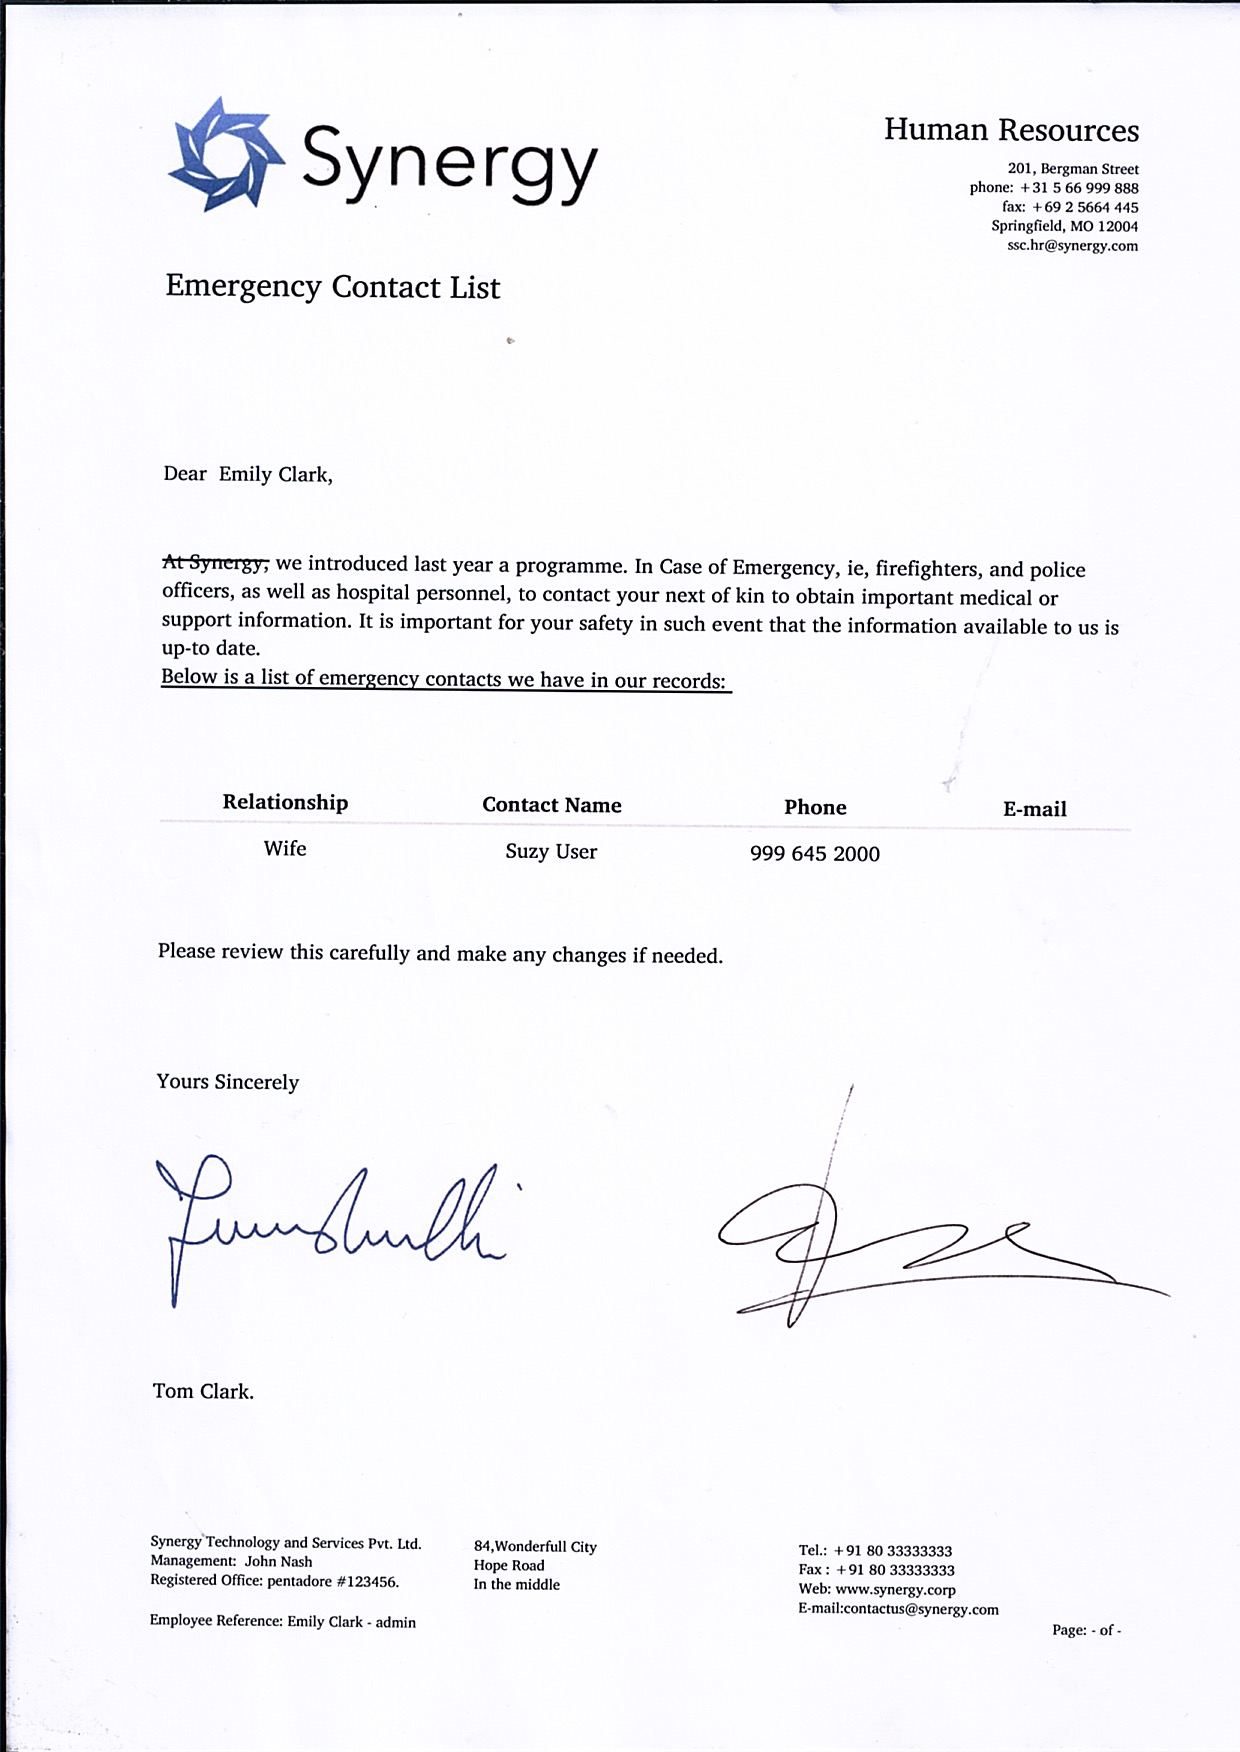 Synergy
Human Resources
201, Bergman Street
phone: +31 5 66 999 888
fax: +69 2 5664 445
Springfield, MO 12004
ssc.hr@synergy.com
Emergency Contact List
Dear Emily Clark,
At Synergy, we introduced last year a programme. In Case of Emergency, ie, firefighters, and police
officers, as well as hospital personnel, to contact your next of kin to obtain important medical or
support information. It is important for your safety in such event that the information available to us is
up-to date.
Below is a list of emergency contacts we have in our records:
Relationship Contact Name Phone E-mail
Wife Suzy User 999 645 2000
Please review this carefully and make any changes if needed.
Yours Sincerely
Tom Clark.
Synergy Technology and Services Pvt. Ltd.
Management: John Nash
Registered Office: pentadore #123456.
Employee Reference: Emily Clark - admin
84,Wonderfull City
Hope Road
In the middle
Tel.: +91 80 33333333
Fax : +91 80 33333333
Web: www.synergy.corp
E-mail:contactus@synergy.com
Page: - of -